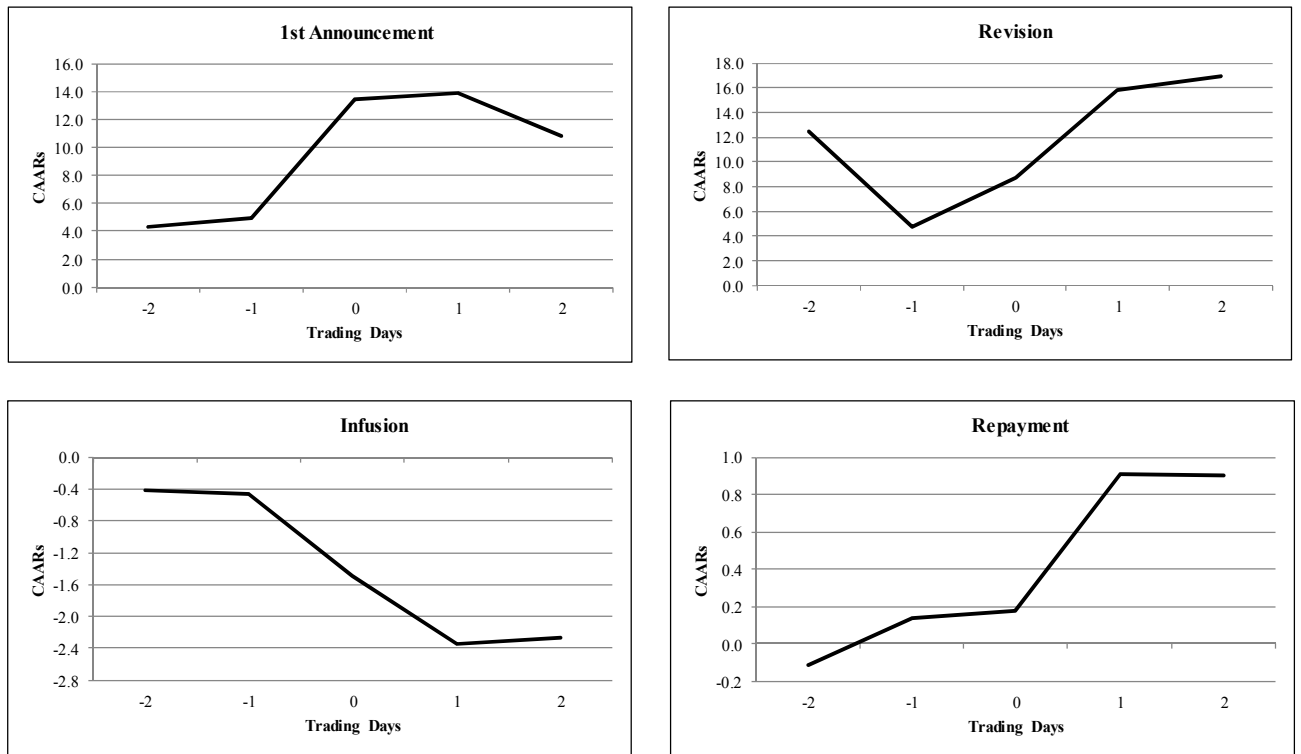 1st Announcement
16.0
14.0
12.0
10.0
8.0
6.0
4.0
2.0
0.0
CAARs
-2 -1 0 1 2
Trading Days
Revision
18.0
16.0
14.0
12.0
10.0
8.0
6.0
4.0
2.0
0.0
CAARs
-2 -1 0 1 2
Trading Days
Infusion
0.0
-0.4
-0.8
-1.2
-1.6
-2.0
-2.4
-2.8
CAARs
-2 -1 0 1 2
Trading Days
Repayment
1.0
0.8
0.6
0.4
0.2
0.0
-0.2
CAARs
-2 -1 0 1 2
Trading Days